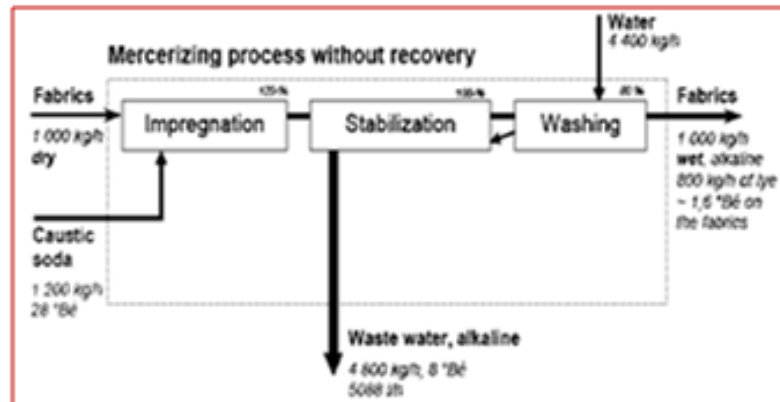 Water
4 400 kg/h
Mercerizing process without recovery
Fabrics
1 000 kg/h
dry
Impregnation
Stabilization
Washing
80 %
Fabrics
1 000 kg/h
wet, alkaline
800 kg/h of lye
~ 1,6 °Bé on
the fabrics
Caustic
soda
1 200 kg/h
28 °Bé
Waste water, alkaline
4 800 kg/h, 8 °Bé